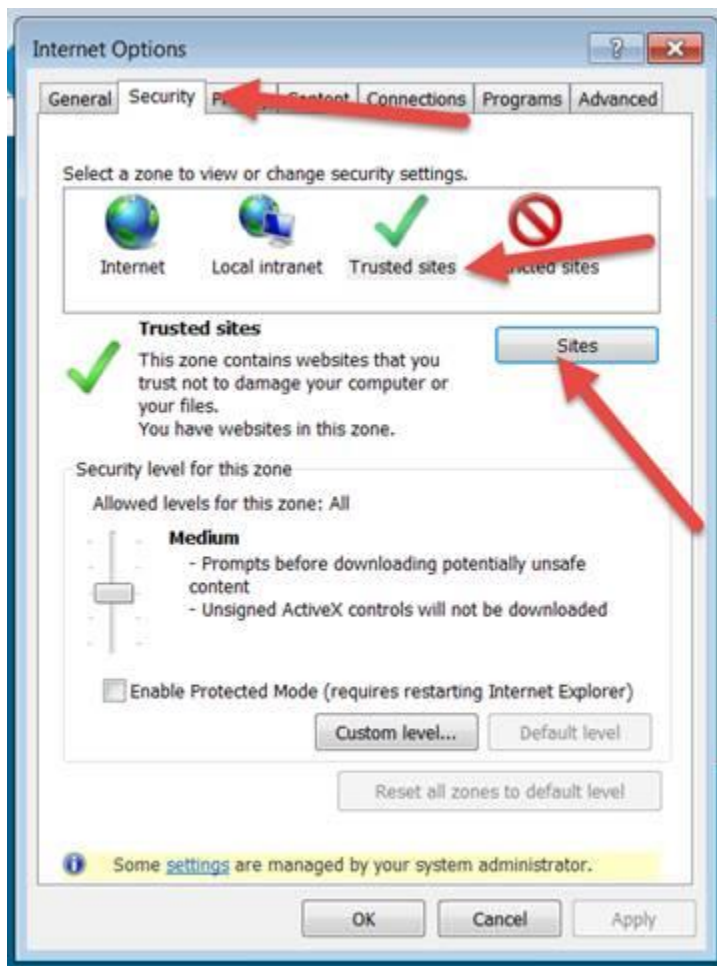 Internet Options
General Security Connections Programs Advanced
Select a zone to view or change security settings.
Internet Local intranet Trusted sites sites
Trusted sites
This zone contains websites that you
trust not to damage your computer or
your files.
You have websites in this zone.
Sites
Security level for this zone
Allowed levels for this zone: All
Medium
- Prompts before downloading potentially unsafe
content
- Unsigned ActiveX controls will not be downloaded
Enable Protected Mode (requires restarting Internet Explorer)
Custom level... Default level
Reset all zones to default level
Some settings are managed by your system administrator.
OK Cancel Apply